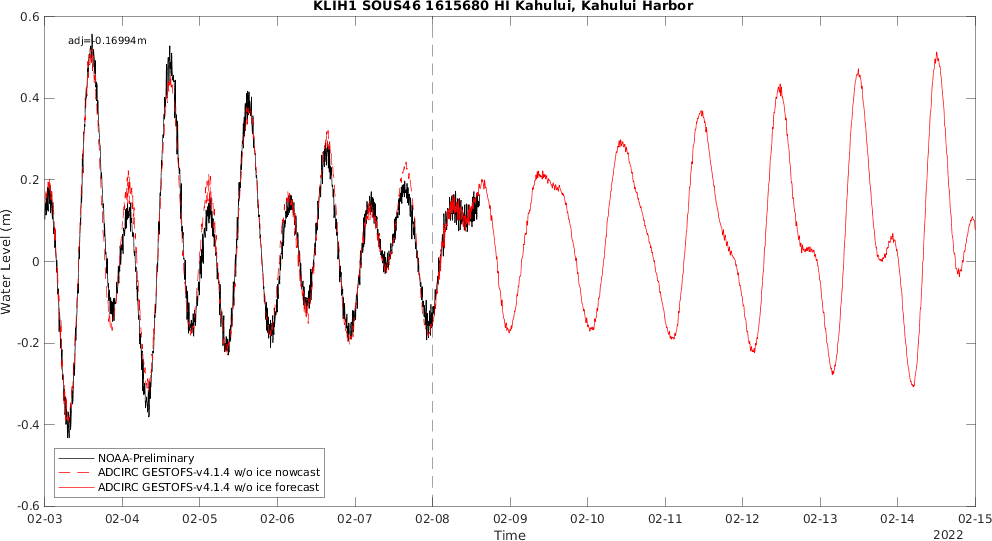 KLIH1 SOUS46 1615680 HI Kahului, Kahului Harbor
adj=-0.16994m
0.6
0.4
0.2
0
-0.2
-0.4
-0.6
Water Level (m)
NOAA-Preliminary
ADCIRC GESTOFS-v4.1.4 w/o ice nowcast
ADCIRC GESTOFS-v4.1.4 w/o ice forecast
02-03 02-04 02-05 02-06 02-07 02-08 02-09 02-10 02-11 02-12 02-13 02-14 02-15
Time
2022